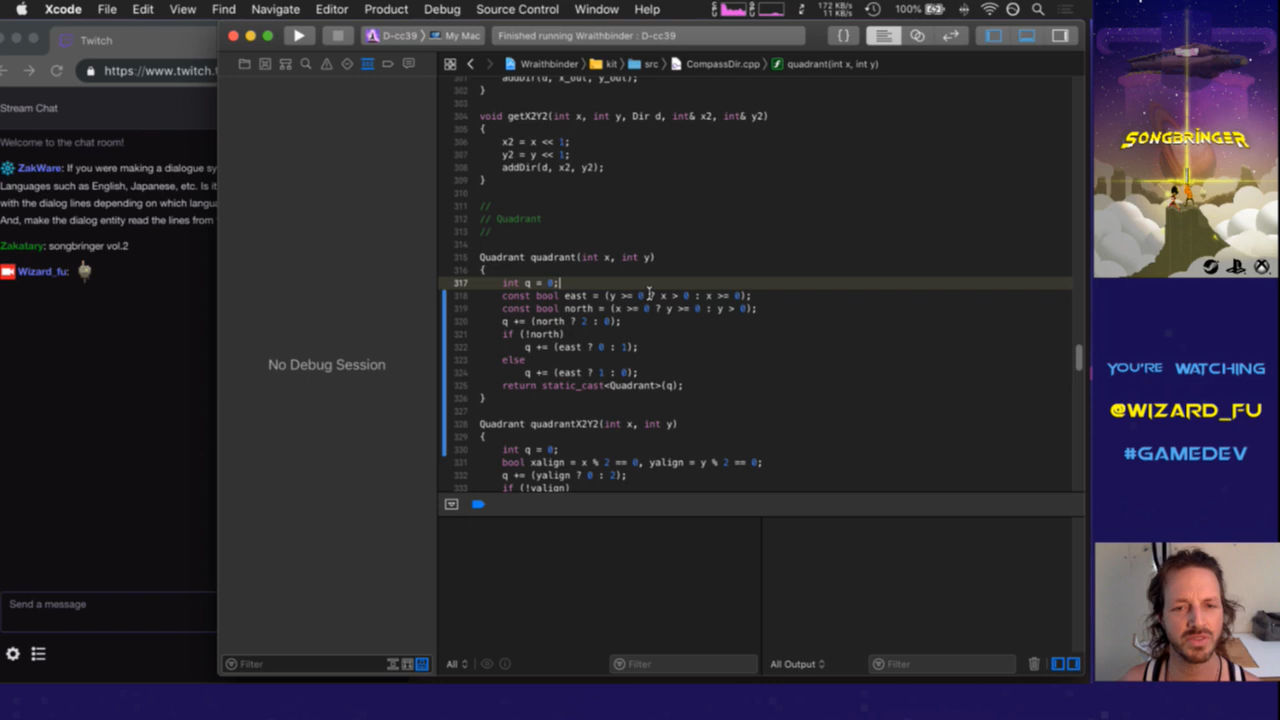 Xcode File Edit View Find Navigate Editor Product Debug Source Control Window Help
172 KB/s
11 KB/s
100%
Twitch
https://www.twitch.t
D-cc39 My Mac
Finished running Wraithbinder : D-cc39
Wraithbinder kit src CompassDir.cpp quadrant(int x, int y)
Stream Chat
Welcome to the chat room!
ZakWare: If you were making a dialogue sy
Languages such as English, Japanese, etc. Is it
with the dialog lines depending on which langu
And, make the dialog entity read the lines from
Zakatary: songbringer vol.2
Wizard_fu:
Send a message
No Debug Session
Filter
301 addDir(d, x_out, y_out);
302 }
303
304 void getX2Y2(int x, int y, Dir d, int& x2, int& y2)
305 {
306 x2 = x << 1;
307 y2 = y << 1;
308 addDir(d, x2, y2);
309 }
310
311 //
312 // Quadrant
313 //
314
315 Quadrant quadrant(int x, int y)
316 {
317 int q = 0;
318 const bool east = (y >= 0 ? x > 0 : x >= 0);
319 const bool north = (x >= 0 ? y >= 0 : y > 0);
320 q += (north ? 2 : 0);
321 if (!north)
322 q += (east ? 0 : 1);
323 else
324 q += (east ? 1 : 0);
325 return static_cast<Quadrant>(q);
326 }
327
328 Quadrant quadrantX2Y2(int x, int y)
329 {
330 int q = 0;
331 bool xalign = x % 2 == 0, yalign = y % 2 == 0;
332 q += (yalign ? 0 : 2);
333 if (!yalign)
All
Filter
All Output
Filter
SONGBRINGER
YOU'RE WATCHING
@WIZARD_FU
#GAMEDEV